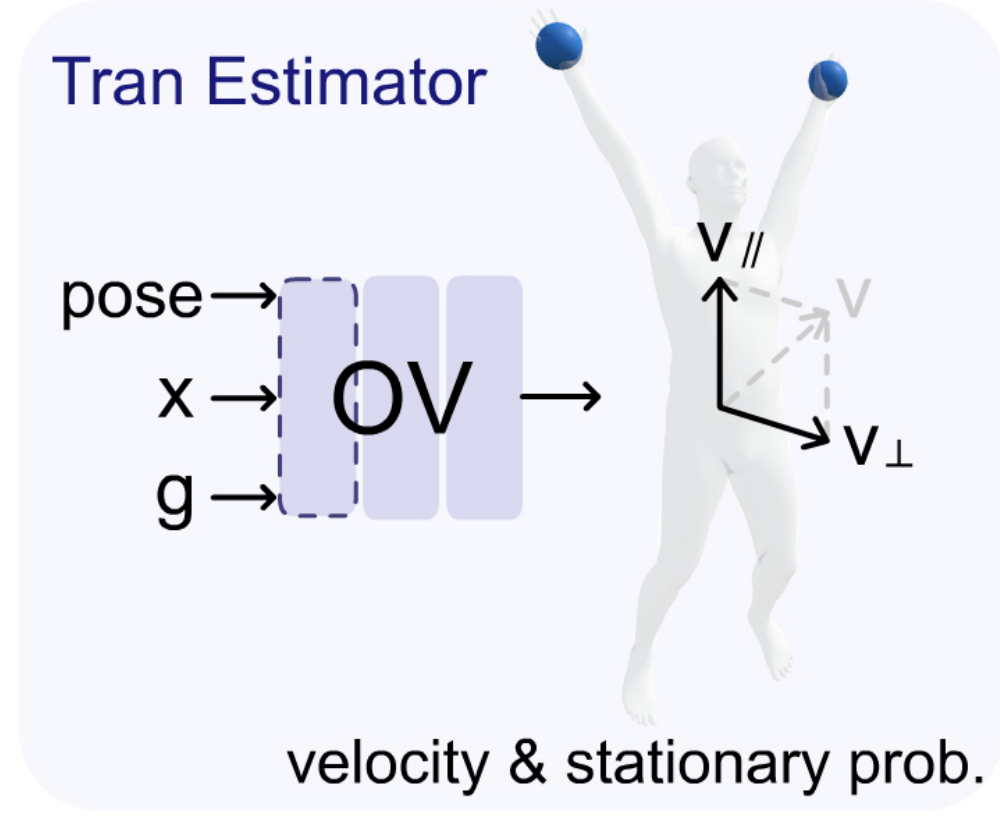 Tran Estimator
pose
x
g
OV
v //
v
v⊥
velocity & stationary prob.